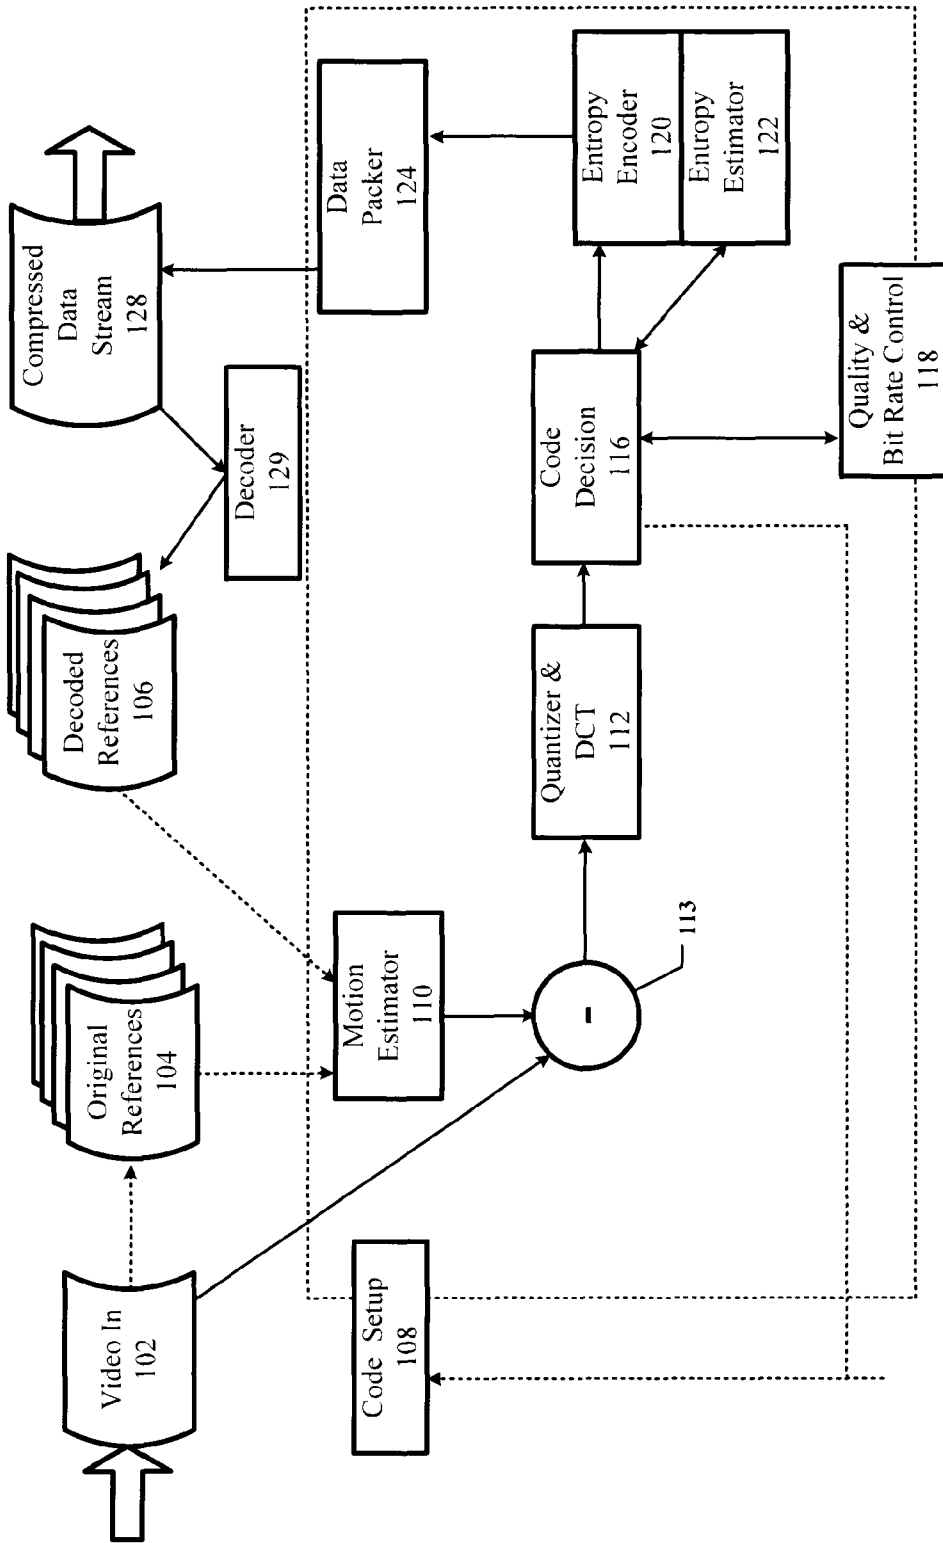 Video In
102
Original
References
104
Decoded
References
106
Compressed
Data
Stream
128
Decoder
129
Code Setup
108
Motion
Estimator
110
Data
Packer
124
113
-
Quantizer &
DCT
112
Code
Decision
116
Entropy
Encoder
120
Entropy
Estimator
122
Quality &
Bit Rate Control
118